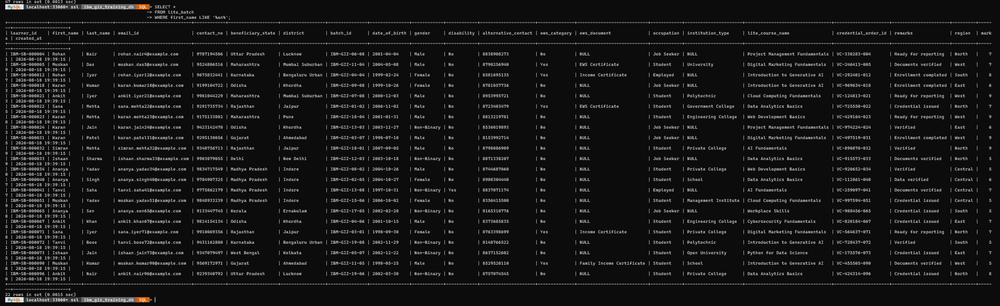 47 rows in set (0.0013 sec)
MySQL localhost:33060+ ssl ibm_giz_training_db SQL > SELECT *
-> FROM lite_batch
-> WHERE first_name LIKE '%an%';
| learner_id | first_name | last_name | email_id | contact_no | beneficiary_state | district | batch_id | date_of_birth | gender | disability | alternative_contact | ews_category | ews_document | occupation | institution_type | lite_course_name | credential_order_id | remarks | region | mark
s | created_at |
| IBM-SB-000004 | Rohan | Nair | rohan.nair4@example.com | 9787194506 | Uttar Pradesh | Lucknow | IBM-GIZ-06-08 | 2001-04-04 | Male | No | 8838908273 | No | NULL | Job Seeker | NULL | Project Management Fundamentals | VC-330283-004 | Ready for reporting | North | 7
1 | 2026-08-18 19:39:15 |
| IBM-SB-000005 | Muskan | Das | muskan.das5@example.com | 9524806516 | Maharashtra | Mumbai Suburban | IBM-GIZ-11-04 | 2004-05-08 | Male | No | 8790256940 | Yes | EWS Certificate | Student | University | Digital Marketing Fundamentals | VC-246413-005 | Documents verified | West | 7
9 | 2026-08-18 19:39:15 |
| IBM-SB-000012 | Rohan | Iyer | rohan.iyer12@example.com | 9675832441 | Karnataka | Bengaluru Urban | IBM-GIZ-04-04 | 1999-02-24 | Female | No | 8581695135 | Yes | Income Certificate | Employed | NULL | Introduction to Generative AI | VC-292401-012 | Enrollment completed | South | 8
7 | 2026-08-18 19:39:15 |
| IBM-SB-000018 | Karan | Kumar | karan.kumar18@example.com | 9199104722 | Odisha | Khordha | IBM-GIZ-09-08 | 1999-10-26 | Female | No | 8781057736 | No | NULL | Job Seeker | NULL | Introduction to Generative AI | VC-969634-018 | Enrollment completed | East | 6
3 | 2026-08-18 19:39:15 |
| IBM-SB-000021 | Ankit | Iyer | ankit.iyer21@example.com | 9981044229 | Maharashtra | Mumbai Suburban | IBM-GIZ-07-08 | 2000-12-03 | Male | No | 8953995721 | No | NULL | Student | Polytechnic | Cloud Computing Fundamentals | VC-124813-021 | Ready for reporting | West | 9
3 | 2026-08-18 19:39:15 |
| IBM-SB-000022 | Sana | Mehta | sana.mehta22@example.com | 9291735734 | Rajasthan | Jaipur | IBM-GIZ-01-02 | 2006-11-02 | Male | No | 8723403479 | Yes | EWS Certificate | Student | Government College | Data Analytics Basics | VC-725550-022 | Credential issued | North | 7
5 | 2026-08-18 19:39:15 |
| IBM-SB-000023 | Karan | Mehta | karan.mehta23@example.com | 9175133802 | Maharashtra | Pune | IBM-GIZ-18-04 | 2001-01-31 | Male | No | 8813219781 | No | NULL | Student | Engineering College | Web Development Basics | VC-429164-023 | Ready for reporting | West | 9
8 | 2026-08-18 19:39:15 |
| IBM-SB-000024 | Karan | Jain | karan.jain24@example.com | 9423142470 | Odisha | Khordha | IBM-GIZ-13-03 | 2003-11-27 | Non-Binary | No | 8536019893 | No | NULL | Job Seeker | NULL | Project Management Fundamentals | VC-974224-024 | Verified | East | 6
3 | 2026-08-18 19:39:15 |
| IBM-SB-000031 | Karan | Patel | karan.patel31@example.com | 9295130056 | Gujarat | Ahmedabad | IBM-GIZ-03-07 | 1998-07-10 | Male | No | 8153992714 | No | NULL | Job Seeker | NULL | Digital Marketing Fundamentals | VC-497519-031 | Enrollment completed | West | 9
5 | 2026-08-18 19:39:15 |
| IBM-SB-000032 | Simran | Mehta | simran.mehta32@example.com | 9340756713 | Rajasthan | Jaipur | IBM-GIZ-18-01 | 2007-09-05 | Male | No | 8798086909 | No | NULL | Student | Private College | AI Fundamentals | VC-890870-032 | Verified | North | 9
9 | 2026-08-18 19:39:15 |
| IBM-SB-000033 | Ishaan | Sharma | ishaan.sharma33@example.com | 9903079055 | Delhi | New Delhi | IBM-GIZ-12-03 | 2003-10-18 | Non-Binary | No | 8871330207 | No | NULL | Job Seeker | NULL | Data Analytics Basics | VC-915573-033 | Documents verified | North | 5
9 | 2026-08-18 19:39:15 |
| IBM-SB-000034 | Ananya | Yadav | ananya.yadav34@example.com | 9834717549 | Madhya Pradesh | Indore | IBM-GIZ-08-02 | 2004-10-26 | Male | No | 8744687060 | No | NULL | Student | Private College | Web Development Basics | VC-920652-034 | Verified | Central | 5
0 | 2026-08-18 19:39:15 |
| IBM-SB-000040 | Ananya | Singh | ananya.singh40@example.com | 9784907325 | Madhya Pradesh | Indore | IBM-GIZ-02-05 | 2004-10-27 | Female | No | 8908304440 | No | NULL | Student | School | Data Analytics Basics | VC-112861-040 | Data verified | Central | 6
7 | 2026-08-18 19:39:15 |
| IBM-SB-000041 | Tanvi | Saha | tanvi.saha41@example.com | 9775862179 | Madhya Pradesh | Indore | IBM-GIZ-13-08 | 1997-10-31 | Non-Binary | Yes | 8837071174 | No | NULL | Employed | NULL | AI Fundamentals | VC-259097-041 | Documents verified | Central | 7
7 | 2026-08-18 19:39:15 |
| IBM-SB-000051 | Muskan | Yadav | muskan.yadav51@example.com | 9848933239 | Madhya Pradesh | Indore | IBM-GIZ-15-06 | 2006-10-02 | Female | No | 8356415500 | No | NULL | Student | Management Institute | Cloud Computing Fundamentals | VC-997594-051 | Credential issued | Central | 5
9 | 2026-08-18 19:39:15 |
| IBM-SB-000065 | Ananya | Sen | ananya.sen65@example.com | 9133447745 | Kerala | Ernakulam | IBM-GIZ-17-05 | 2002-02-20 | Non-Binary | No | 8165310776 | No | NULL | Job Seeker | NULL | Workplace Skills | VC-988456-065 | Credential issued | South | 5
8 | 2026-08-18 19:39:15 |
| IBM-SB-000067 | Ankit | Khan | ankit.khan67@example.com | 9814154134 | Odisha | Khordha | IBM-GIZ-04-06 | 2001-10-15 | Male | No | 8373685835 | No | NULL | Student | Engineering College | Cybersecurity Fundamentals | VC-820184-067 | Credential issued | East | 7
5 | 2026-08-18 19:39:15 |
| IBM-SB-000071 | Sana | Iyer | sana.iyer71@example.com | 9910069356 | Rajasthan | Jaipur | IBM-GIZ-03-01 | 1998-09-30 | Female | No | 8763398699 | Yes | Income Certificate | Student | Private College | Digital Marketing Fundamentals | VC-564637-071 | Ready for reporting | North | 7
8 | 2026-08-18 19:39:15 |
| IBM-SB-000072 | Tanvi | Bose | tanvi.bose72@example.com | 9431162800 | Karnataka | Bengaluru Urban | IBM-GIZ-19-08 | 2002-11-29 | Non-Binary | No | 8148766522 | No | NULL | Student | Polytechnic | Introduction to Generative AI | VC-728437-072 | Verified | South | 5
1 | 2026-08-18 19:39:15 |
| IBM-SB-000073 | Ishaan | Jain | ishaan.jain73@example.com | 9347079497 | West Bengal | Kolkata | IBM-GIZ-05-07 | 2002-12-22 | Non-Binary | No | 8637152602 | No | NULL | Student | Open University | Python for Data Science | VC-175576-073 | Credential issued | East | 7
5 | 2026-08-18 19:39:15 |
| IBM-SB-000090 | Muskan | Kumar | muskan.kumar90@example.com | 9569172971 | Gujarat | Ahmedabad | IBM-GIZ-11-05 | 1998-05-25 | Male | No | 8529520110 | Yes | Family Income Certificate | Student | School | Introduction to Generative AI | VC-455505-090 | Documents verified | West | 5
8 | 2026-08-18 19:39:15 |
| IBM-SB-000096 | Ankit | Nair | ankit.nair96@example.com | 9239340792 | Uttar Pradesh | Lucknow | IBM-GIZ-19-06 | 2002-03-30 | Non-Binary | No | 8757074545 | No | NULL | Student | Private College | Data Analytics Basics | VC-424314-096 | Credential issued | North | 8
0 | 2026-08-18 19:39:15 |
22 rows in set (0.0015 sec)
MySQL localhost:33060+ ssl ibm_giz_training_db SQL >